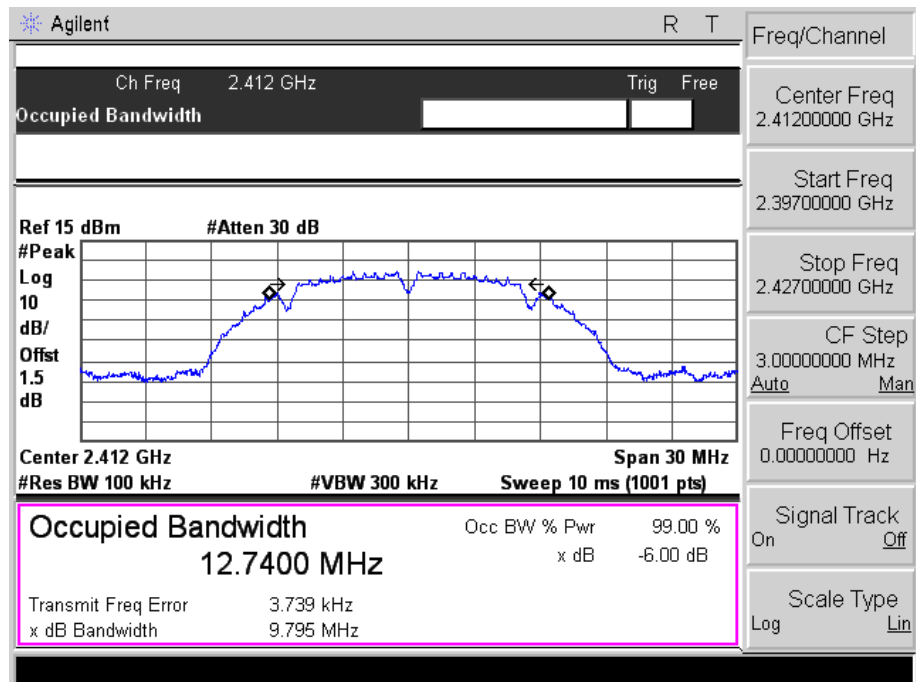 Agilent R T
Ch Freq 2.412 GHz Trig Free
Occupied Bandwidth
Ref 15 dBm #Atten 30 dB
#Peak
Log
10
dB/
Offst
1.5
dB
Center 2.412 GHz Span 30 MHz
#Res BW 100 kHz #VBW 300 kHz Sweep 10 ms (1001 pts)
Occupied Bandwidth Occ BW % Pwr 99.00 %
12.7400 MHz x dB -6.00 dB
Transmit Freq Error 3.739 kHz
x dB Bandwidth 9.795 MHz
Freq/Channel
Center Freq
2.41200000 GHz
Start Freq
2.39700000 GHz
Stop Freq
2.42700000 GHz
CF Step
3.00000000 MHz
Auto Man
Freq Offset
0.00000000 Hz
Signal Track
On Off
Scale Type
Log Lin